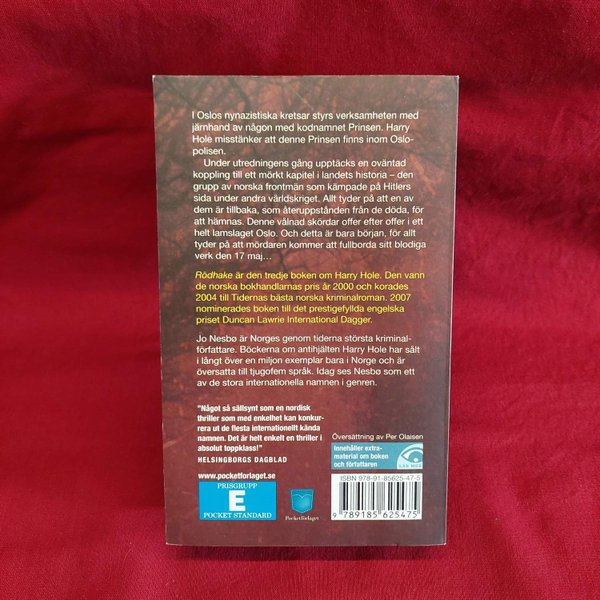 I Oslos nynazistiska kretsar styrs verksamheten med
järnhand av någon med kodnamnet Prinsen. Harry
Hole misstänker att denne Prinsen finns inom Oslo-
polisen.
Under utredningens gång upptäcks en oväntad
koppling till ett mörkt kapitel i landets historia – den
grupp av norska frontmän som kämpade på Hitlers
sida under andra världskriget. Allt tyder på att en av
dem är tillbaka, som återuppstånden från de döda, för
att hämnas. Denne vålnad skördar offer efter offer i ett
helt lamslaget Oslo. Och detta är bara början, för allt
tyder på att mördaren kommer att fullborda sitt blodiga
verk den 17 maj…
Rödhake är den tredje boken om Harry Hole. Den vann
de norska bokhandlarnas pris år 2000 och korades
2004 till Tidernas bästa norska kriminalroman. 2007
nominerades boken till det prestigefyllda engelska
priset Duncan Lawrie International Dagger.
Jo Nesbø är Norges genom tiderna största kriminal-
författare. Böckerna om antihjälten Harry Hole har sålt
i långt över en miljon exemplar bara i Norge och är
översatta till tjugofem språk. Idag ses Nesbø som ett
av de stora internationella namnen i genren.
"Något så sällsynt som en nordisk
thriller som med enkelhet kan konkur-
rera ut de flesta internationellt kända
namnen. Det är helt enkelt en thriller i
absolut toppklass!"
HELSINGBORGS DAGBLAD
Översättning av Per Olaisen
Innehåller extra-
material om boken
och författaren
LÄS MER
www.pocketforlaget.se
PRISGRUPP
E
POCKET STANDARD
Pocketförlaget
ISBN 978-91-85625-47-5
9 789185 625475